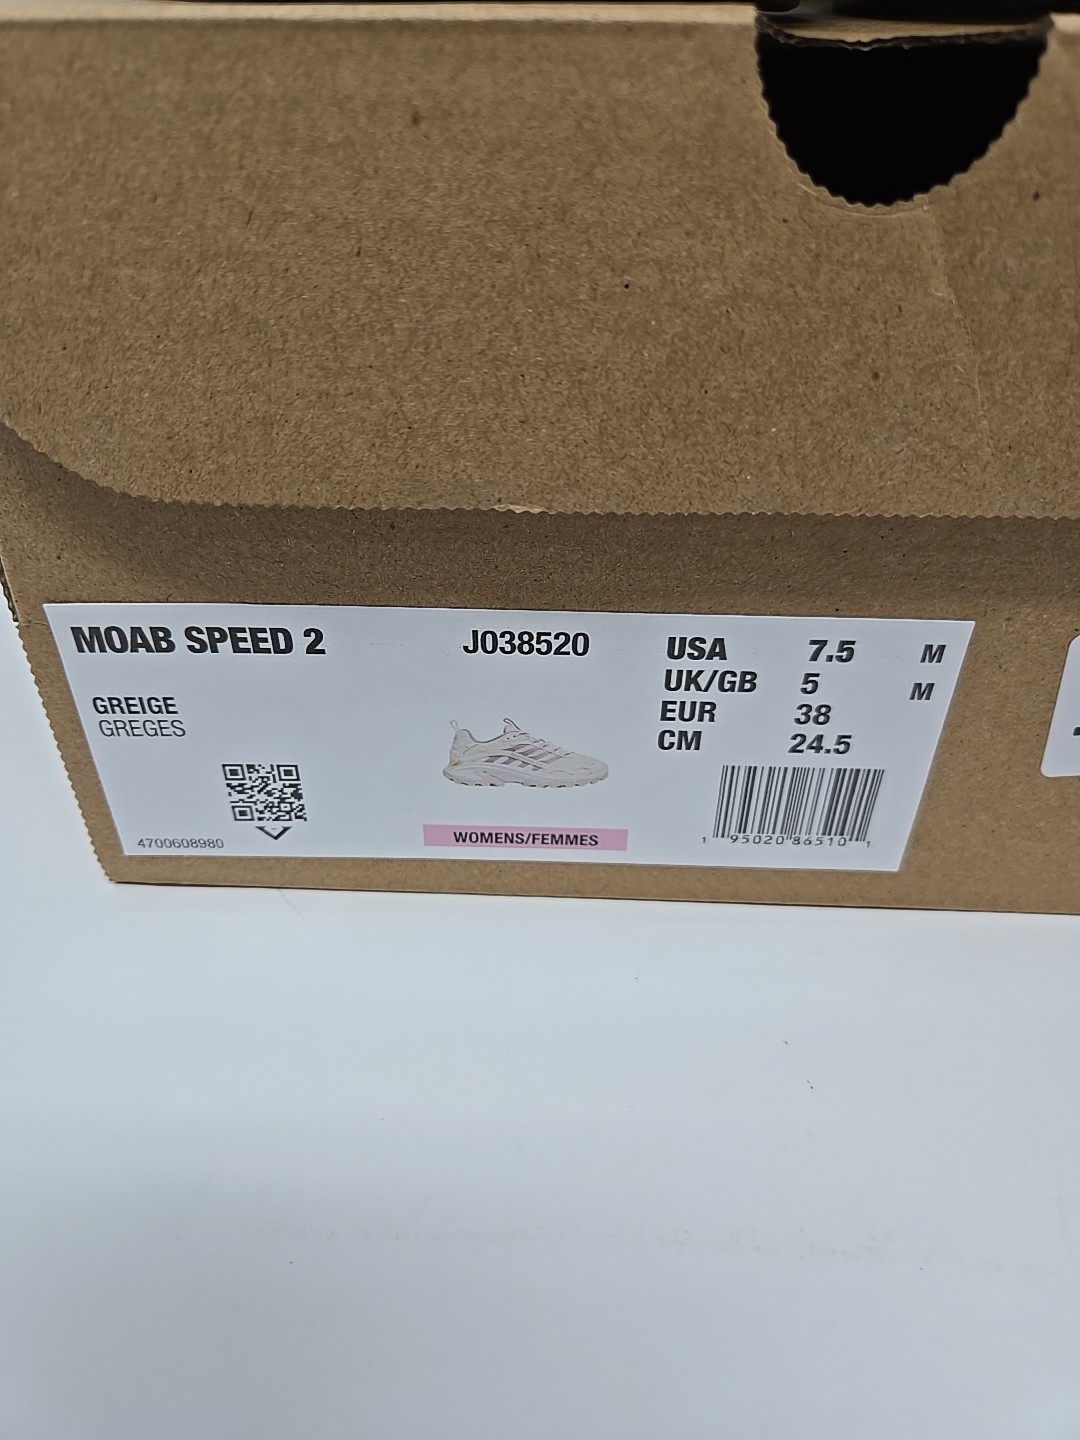 MOAB SPEED 2 J038520 USA 7.5 M
UK/GB 5 M
GREIGE EUR 38
GREGES CM 24.5
WOMENS/FEMMES
4700608980 1 95020 86510 1